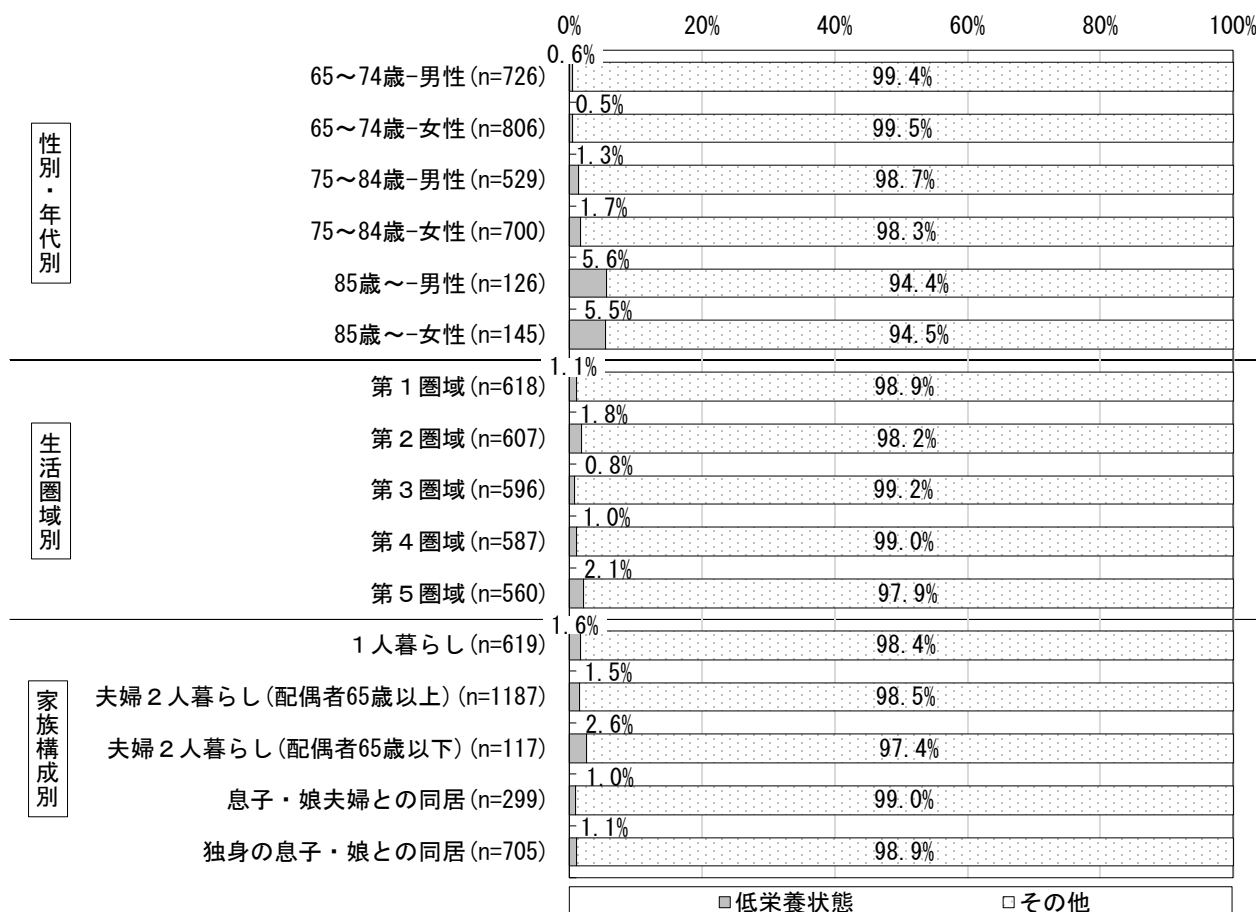 0% 20% 40% 60% 80% 100%
性別・年代別
65～74歳-男性(n=726) 0.6% 99.4%
65～74歳-女性(n=806) 0.5% 99.5%
75～84歳-男性(n=529) 1.3% 98.7%
75～84歳-女性(n=700) 1.7% 98.3%
85歳～-男性(n=126) 5.6% 94.4%
85歳～-女性(n=145) 5.5% 94.5%
生活圏域別
第１圏域(n=618) 1.1% 98.9%
第２圏域(n=607) 1.8% 98.2%
第３圏域(n=596) 0.8% 99.2%
第４圏域(n=587) 1.0% 99.0%
第５圏域(n=560) 2.1% 97.9%
家族構成別
１人暮らし(n=619) 1.6% 98.4%
夫婦２人暮らし(配偶者65歳以上)(n=1187) 1.5% 98.5%
夫婦２人暮らし(配偶者65歳以下)(n=117) 2.6% 97.4%
息子・娘夫婦との同居(n=299) 1.0% 99.0%
独身の息子・娘との同居(n=705) 1.1% 98.9%
低栄養状態 その他